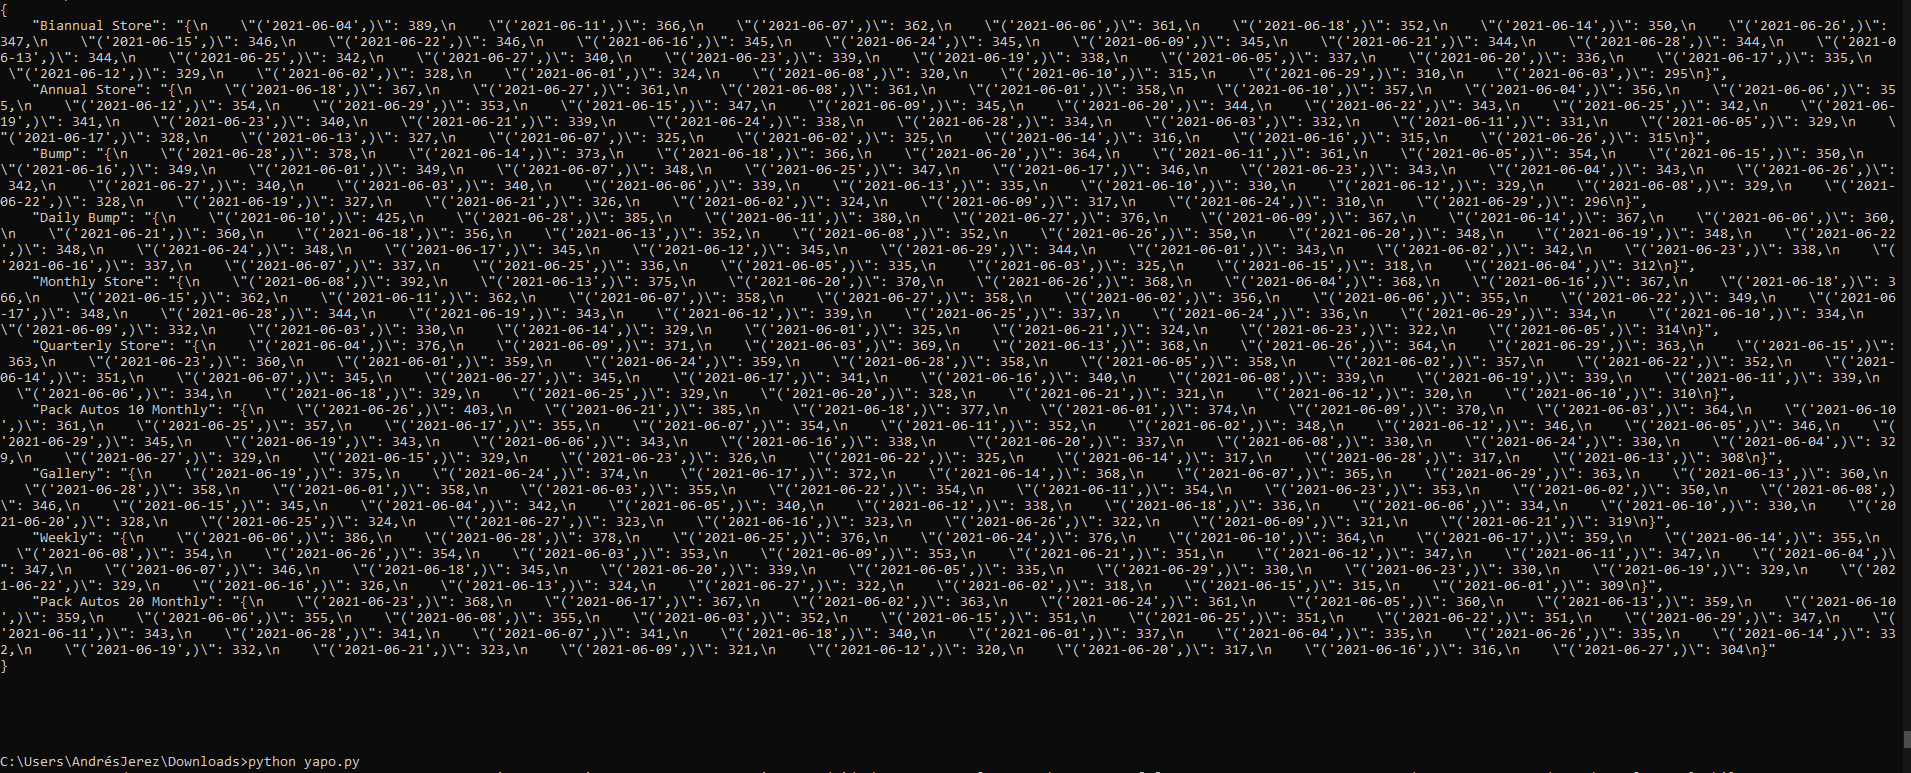 {
    "Biannual Store": "{\n    \"('2021-06-04',)\": 389,\n    \"('2021-06-11',)\": 366,\n    \"('2021-06-07',)\": 362,\n    \"('2021-06-06',)\": 361,\n    \"('2021-06-18',)\": 352,\n    \"('2021-06-14',)\": 350,\n    \"('2021-06-26',)\":
347,\n    \"('2021-06-15',)\": 346,\n    \"('2021-06-22',)\": 346,\n    \"('2021-06-16',)\": 345,\n    \"('2021-06-24',)\": 345,\n    \"('2021-06-09',)\": 345,\n    \"('2021-06-21',)\": 344,\n    \"('2021-06-28',)\": 344,\n    \"('2021-0
6-13',)\": 344,\n    \"('2021-06-25',)\": 342,\n    \"('2021-06-27',)\": 340,\n    \"('2021-06-23',)\": 339,\n    \"('2021-06-19',)\": 338,\n    \"('2021-06-05',)\": 337,\n    \"('2021-06-20',)\": 336,\n    \"('2021-06-17',)\": 335,\n
 \"('2021-06-12',)\": 329,\n    \"('2021-06-02',)\": 328,\n    \"('2021-06-01',)\": 324,\n    \"('2021-06-08',)\": 320,\n    \"('2021-06-10',)\": 315,\n    \"('2021-06-29',)\": 310,\n    \"('2021-06-03',)\": 295\n}",
    "Annual Store": "{\n    \"('2021-06-18',)\": 367,\n    \"('2021-06-27',)\": 361,\n    \"('2021-06-08',)\": 361,\n    \"('2021-06-01',)\": 358,\n    \"('2021-06-10',)\": 357,\n    \"('2021-06-04',)\": 356,\n    \"('2021-06-06',)\": 35
5,\n    \"('2021-06-12',)\": 354,\n    \"('2021-06-29',)\": 353,\n    \"('2021-06-15',)\": 347,\n    \"('2021-06-09',)\": 345,\n    \"('2021-06-20',)\": 344,\n    \"('2021-06-22',)\": 343,\n    \"('2021-06-25',)\": 342,\n    \"('2021-06-
19',)\": 341,\n    \"('2021-06-23',)\": 340,\n    \"('2021-06-21',)\": 339,\n    \"('2021-06-24',)\": 338,\n    \"('2021-06-28',)\": 334,\n    \"('2021-06-03',)\": 332,\n    \"('2021-06-11',)\": 331,\n    \"('2021-06-05',)\": 329,\n    \
"('2021-06-17',)\": 328,\n    \"('2021-06-13',)\": 327,\n    \"('2021-06-07',)\": 325,\n    \"('2021-06-02',)\": 325,\n    \"('2021-06-14',)\": 316,\n    \"('2021-06-16',)\": 315,\n    \"('2021-06-26',)\": 315\n}",
    "Bump": "{\n    \"('2021-06-28',)\": 378,\n    \"('2021-06-14',)\": 373,\n    \"('2021-06-18',)\": 366,\n    \"('2021-06-20',)\": 364,\n    \"('2021-06-11',)\": 361,\n    \"('2021-06-05',)\": 354,\n    \"('2021-06-15',)\": 350,\n
\"('2021-06-16',)\": 349,\n    \"('2021-06-01',)\": 349,\n    \"('2021-06-07',)\": 348,\n    \"('2021-06-25',)\": 347,\n    \"('2021-06-17',)\": 346,\n    \"('2021-06-23',)\": 343,\n    \"('2021-06-04',)\": 343,\n    \"('2021-06-26',)\":
 342,\n    \"('2021-06-27',)\": 340,\n    \"('2021-06-03',)\": 340,\n    \"('2021-06-06',)\": 339,\n    \"('2021-06-13',)\": 335,\n    \"('2021-06-10',)\": 330,\n    \"('2021-06-12',)\": 329,\n    \"('2021-06-08',)\": 329,\n    \"('2021-
06-22',)\": 328,\n    \"('2021-06-19',)\": 327,\n    \"('2021-06-21',)\": 326,\n    \"('2021-06-02',)\": 324,\n    \"('2021-06-09',)\": 317,\n    \"('2021-06-24',)\": 310,\n    \"('2021-06-29',)\": 296\n}",
    "Daily Bump": "{\n    \"('2021-06-10',)\": 425,\n    \"('2021-06-28',)\": 385,\n    \"('2021-06-11',)\": 380,\n    \"('2021-06-27',)\": 376,\n    \"('2021-06-09',)\": 367,\n    \"('2021-06-14',)\": 367,\n    \"('2021-06-06',)\": 360,
\n    \"('2021-06-21',)\": 360,\n    \"('2021-06-18',)\": 356,\n    \"('2021-06-13',)\": 352,\n    \"('2021-06-08',)\": 352,\n    \"('2021-06-26',)\": 350,\n    \"('2021-06-20',)\": 348,\n    \"('2021-06-19',)\": 348,\n    \"('2021-06-22
',)\": 348,\n    \"('2021-06-24',)\": 348,\n    \"('2021-06-17',)\": 345,\n    \"('2021-06-12',)\": 345,\n    \"('2021-06-29',)\": 344,\n    \"('2021-06-01',)\": 343,\n    \"('2021-06-02',)\": 342,\n    \"('2021-06-23',)\": 338,\n    \"(
'2021-06-16',)\": 337,\n    \"('2021-06-07',)\": 337,\n    \"('2021-06-25',)\": 336,\n    \"('2021-06-05',)\": 335,\n    \"('2021-06-03',)\": 325,\n    \"('2021-06-15',)\": 318,\n    \"('2021-06-04',)\": 312\n}",
    "Monthly Store": "{\n    \"('2021-06-08',)\": 392,\n    \"('2021-06-13',)\": 375,\n    \"('2021-06-20',)\": 370,\n    \"('2021-06-26',)\": 368,\n    \"('2021-06-04',)\": 368,\n    \"('2021-06-16',)\": 367,\n    \"('2021-06-18',)\": 3
66,\n    \"('2021-06-15',)\": 362,\n    \"('2021-06-11',)\": 362,\n    \"('2021-06-07',)\": 358,\n    \"('2021-06-27',)\": 358,\n    \"('2021-06-02',)\": 356,\n    \"('2021-06-06',)\": 355,\n    \"('2021-06-22',)\": 349,\n    \"('2021-06
-17',)\": 348,\n    \"('2021-06-28',)\": 344,\n    \"('2021-06-19',)\": 343,\n    \"('2021-06-12',)\": 339,\n    \"('2021-06-25',)\": 337,\n    \"('2021-06-24',)\": 336,\n    \"('2021-06-29',)\": 334,\n    \"('2021-06-10',)\": 334,\n
\"('2021-06-09',)\": 332,\n    \"('2021-06-03',)\": 330,\n    \"('2021-06-14',)\": 329,\n    \"('2021-06-01',)\": 325,\n    \"('2021-06-21',)\": 324,\n    \"('2021-06-23',)\": 322,\n    \"('2021-06-05',)\": 314\n}",
    "Quarterly Store": "{\n    \"('2021-06-04',)\": 376,\n    \"('2021-06-09',)\": 371,\n    \"('2021-06-03',)\": 369,\n    \"('2021-06-13',)\": 368,\n    \"('2021-06-26',)\": 364,\n    \"('2021-06-29',)\": 363,\n    \"('2021-06-15',)\":
 363,\n    \"('2021-06-23',)\": 360,\n    \"('2021-06-01',)\": 359,\n    \"('2021-06-24',)\": 359,\n    \"('2021-06-28',)\": 358,\n    \"('2021-06-05',)\": 358,\n    \"('2021-06-02',)\": 357,\n    \"('2021-06-22',)\": 352,\n    \"('2021-
06-14',)\": 351,\n    \"('2021-06-07',)\": 345,\n    \"('2021-06-27',)\": 345,\n    \"('2021-06-17',)\": 341,\n    \"('2021-06-16',)\": 340,\n    \"('2021-06-08',)\": 339,\n    \"('2021-06-19',)\": 339,\n    \"('2021-06-11',)\": 339,\n
  \"('2021-06-06',)\": 334,\n    \"('2021-06-18',)\": 329,\n    \"('2021-06-25',)\": 329,\n    \"('2021-06-20',)\": 328,\n    \"('2021-06-21',)\": 321,\n    \"('2021-06-12',)\": 320,\n    \"('2021-06-10',)\": 310\n}",
    "Pack Autos 10 Monthly": "{\n    \"('2021-06-26',)\": 403,\n    \"('2021-06-21',)\": 385,\n    \"('2021-06-18',)\": 377,\n    \"('2021-06-01',)\": 374,\n    \"('2021-06-09',)\": 370,\n    \"('2021-06-03',)\": 364,\n    \"('2021-06-10
',)\": 361,\n    \"('2021-06-25',)\": 357,\n    \"('2021-06-17',)\": 355,\n    \"('2021-06-07',)\": 354,\n    \"('2021-06-11',)\": 352,\n    \"('2021-06-02',)\": 348,\n    \"('2021-06-12',)\": 346,\n    \"('2021-06-05',)\": 346,\n    \"(
'2021-06-29',)\": 345,\n    \"('2021-06-19',)\": 343,\n    \"('2021-06-06',)\": 343,\n    \"('2021-06-16',)\": 338,\n    \"('2021-06-20',)\": 337,\n    \"('2021-06-08',)\": 330,\n    \"('2021-06-24',)\": 330,\n    \"('2021-06-04',)\": 32
9,\n    \"('2021-06-27',)\": 329,\n    \"('2021-06-15',)\": 329,\n    \"('2021-06-23',)\": 326,\n    \"('2021-06-22',)\": 325,\n    \"('2021-06-14',)\": 317,\n    \"('2021-06-28',)\": 317,\n    \"('2021-06-13',)\": 308\n}",
    "Gallery": "{\n    \"('2021-06-19',)\": 375,\n    \"('2021-06-24',)\": 374,\n    \"('2021-06-17',)\": 372,\n    \"('2021-06-14',)\": 368,\n    \"('2021-06-07',)\": 365,\n    \"('2021-06-29',)\": 363,\n    \"('2021-06-13',)\": 360,\n
   \"('2021-06-28',)\": 358,\n    \"('2021-06-01',)\": 358,\n    \"('2021-06-03',)\": 355,\n    \"('2021-06-22',)\": 354,\n    \"('2021-06-11',)\": 354,\n    \"('2021-06-23',)\": 353,\n    \"('2021-06-02',)\": 350,\n    \"('2021-06-08',)
\": 346,\n    \"('2021-06-15',)\": 345,\n    \"('2021-06-04',)\": 342,\n    \"('2021-06-05',)\": 340,\n    \"('2021-06-12',)\": 338,\n    \"('2021-06-18',)\": 336,\n    \"('2021-06-06',)\": 334,\n    \"('2021-06-10',)\": 330,\n    \"('20
21-06-20',)\": 328,\n    \"('2021-06-25',)\": 324,\n    \"('2021-06-27',)\": 323,\n    \"('2021-06-16',)\": 323,\n    \"('2021-06-26',)\": 322,\n    \"('2021-06-09',)\": 321,\n    \"('2021-06-21',)\": 319\n}",
    "Weekly": "{\n    \"('2021-06-06',)\": 386,\n    \"('2021-06-28',)\": 378,\n    \"('2021-06-25',)\": 376,\n    \"('2021-06-24',)\": 376,\n    \"('2021-06-10',)\": 364,\n    \"('2021-06-17',)\": 359,\n    \"('2021-06-14',)\": 355,\n
  \"('2021-06-08',)\": 354,\n    \"('2021-06-26',)\": 354,\n    \"('2021-06-03',)\": 353,\n    \"('2021-06-09',)\": 353,\n    \"('2021-06-21',)\": 351,\n    \"('2021-06-12',)\": 347,\n    \"('2021-06-11',)\": 347,\n    \"('2021-06-04',)\
": 347,\n    \"('2021-06-07',)\": 346,\n    \"('2021-06-18',)\": 345,\n    \"('2021-06-20',)\": 339,\n    \"('2021-06-05',)\": 335,\n    \"('2021-06-29',)\": 330,\n    \"('2021-06-23',)\": 330,\n    \"('2021-06-19',)\": 329,\n    \"('202
1-06-22',)\": 329,\n    \"('2021-06-16',)\": 326,\n    \"('2021-06-13',)\": 324,\n    \"('2021-06-27',)\": 322,\n    \"('2021-06-02',)\": 318,\n    \"('2021-06-15',)\": 315,\n    \"('2021-06-01',)\": 309\n}",
    "Pack Autos 20 Monthly": "{\n    \"('2021-06-23',)\": 368,\n    \"('2021-06-17',)\": 367,\n    \"('2021-06-02',)\": 363,\n    \"('2021-06-24',)\": 361,\n    \"('2021-06-05',)\": 360,\n    \"('2021-06-13',)\": 359,\n    \"('2021-06-10
',)\": 359,\n    \"('2021-06-06',)\": 355,\n    \"('2021-06-08',)\": 355,\n    \"('2021-06-03',)\": 352,\n    \"('2021-06-15',)\": 351,\n    \"('2021-06-25',)\": 351,\n    \"('2021-06-22',)\": 351,\n    \"('2021-06-29',)\": 347,\n    \"(
'2021-06-11',)\": 343,\n    \"('2021-06-28',)\": 341,\n    \"('2021-06-07',)\": 341,\n    \"('2021-06-18',)\": 340,\n    \"('2021-06-01',)\": 337,\n    \"('2021-06-04',)\": 335,\n    \"('2021-06-26',)\": 335,\n    \"('2021-06-14',)\": 33
2,\n    \"('2021-06-19',)\": 332,\n    \"('2021-06-21',)\": 323,\n    \"('2021-06-09',)\": 321,\n    \"('2021-06-12',)\": 320,\n    \"('2021-06-20',)\": 317,\n    \"('2021-06-16',)\": 316,\n    \"('2021-06-27',)\": 304\n}"
}
C:\Users\AndrésJerez\Downloads>python yapo.py